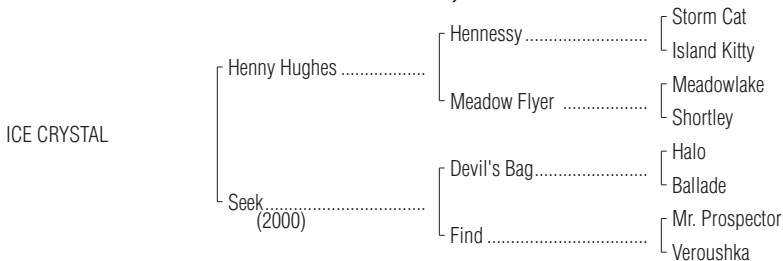 Storm Cat
Hennessy
Island Kitty
Henny Hughes
Meadowlake
Meadow Flyer
Shortley
ICE CRYSTAL
Halo
Devil's Bag
Ballade
Seek
(2000)
Mr. Prospector
Find
Veroushka